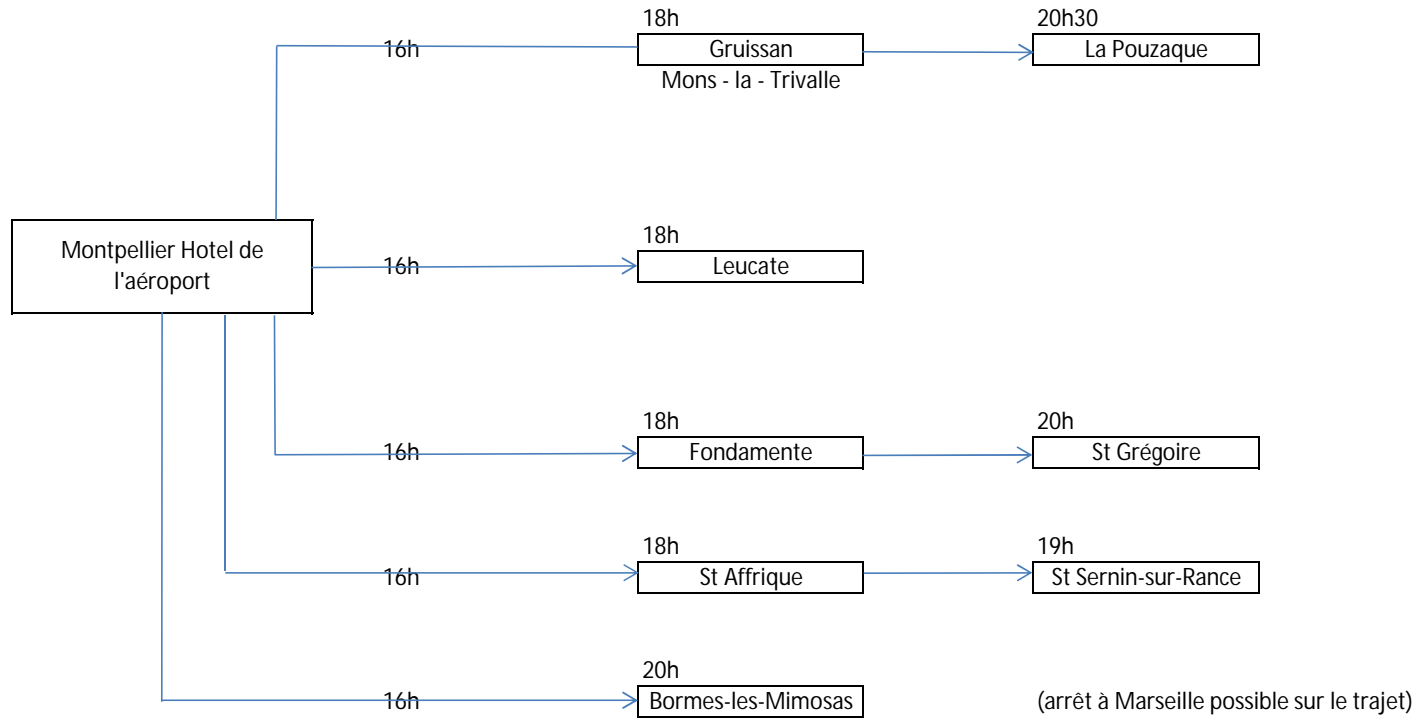 18h
20h30
16h
Gruissan
La Pouzaque
Mons - la - Trivalle
Montpellier Hotel de
l'aéroport
18h
16h
Leucate
18h
20h
16h
Fondamente
St Grégoire
18h
19h
16h
St Affrique
St Sernin-sur-Rance
20h
16h
Bormes-les-Mimosas
(arrêt à Marseille possible sur le trajet)